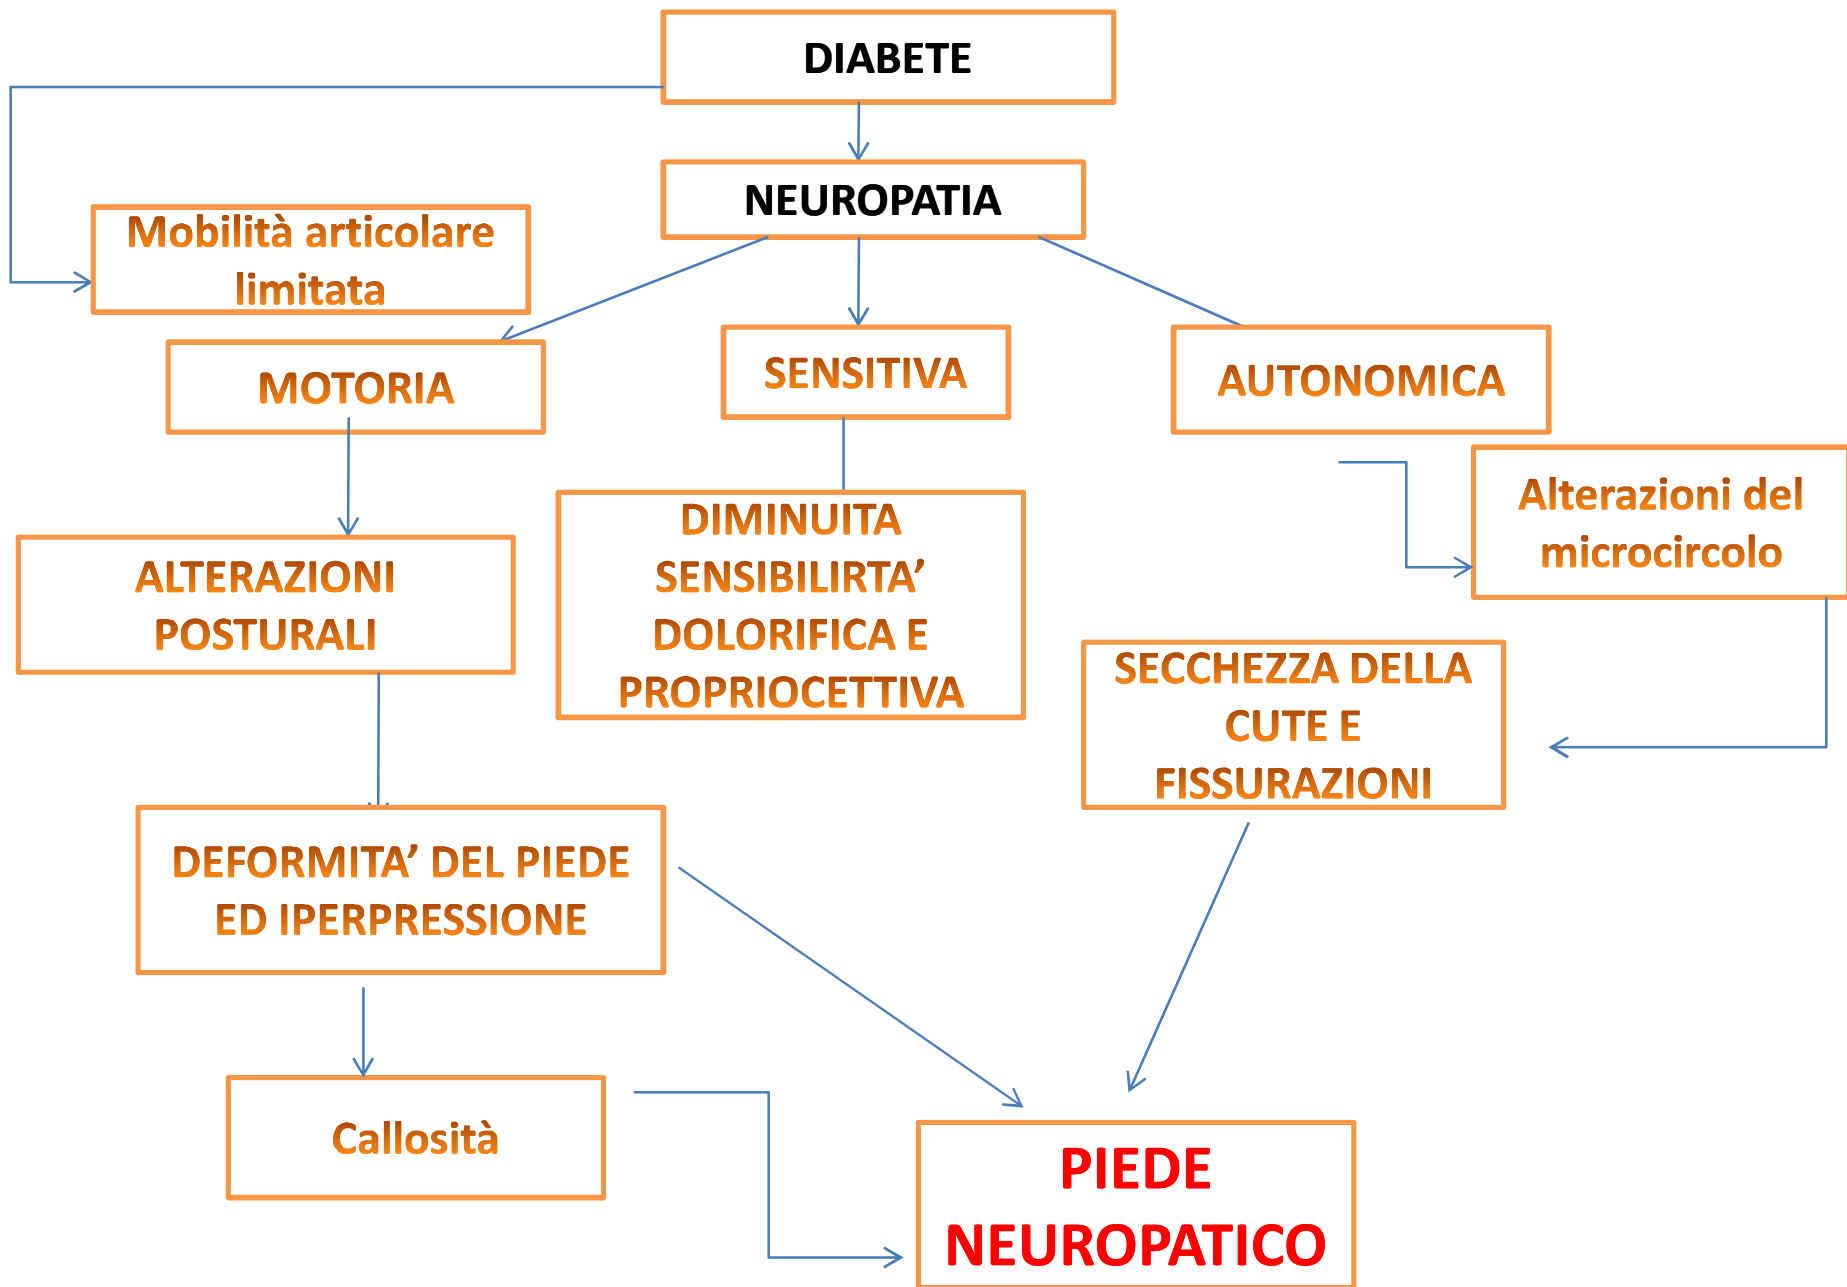 DIABETE
NEUROPATIA
Mobilità articolare
limitata
MOTORIA
SENSITIVA
AUTONOMICA
Alterazioni del
microcircolo
ALTERAZIONI
POSTURALI
DIMINUITA
SENSIBILIRTA’
DOLORIFICA E
PROPRIOCETTIVA
SECCHEZZA DELLA
CUTE E
FISSURAZIONI
DEFORMITA’ DEL PIEDE
ED IPERPRESSIONE
Callosità
PIEDE
NEUROPATICO